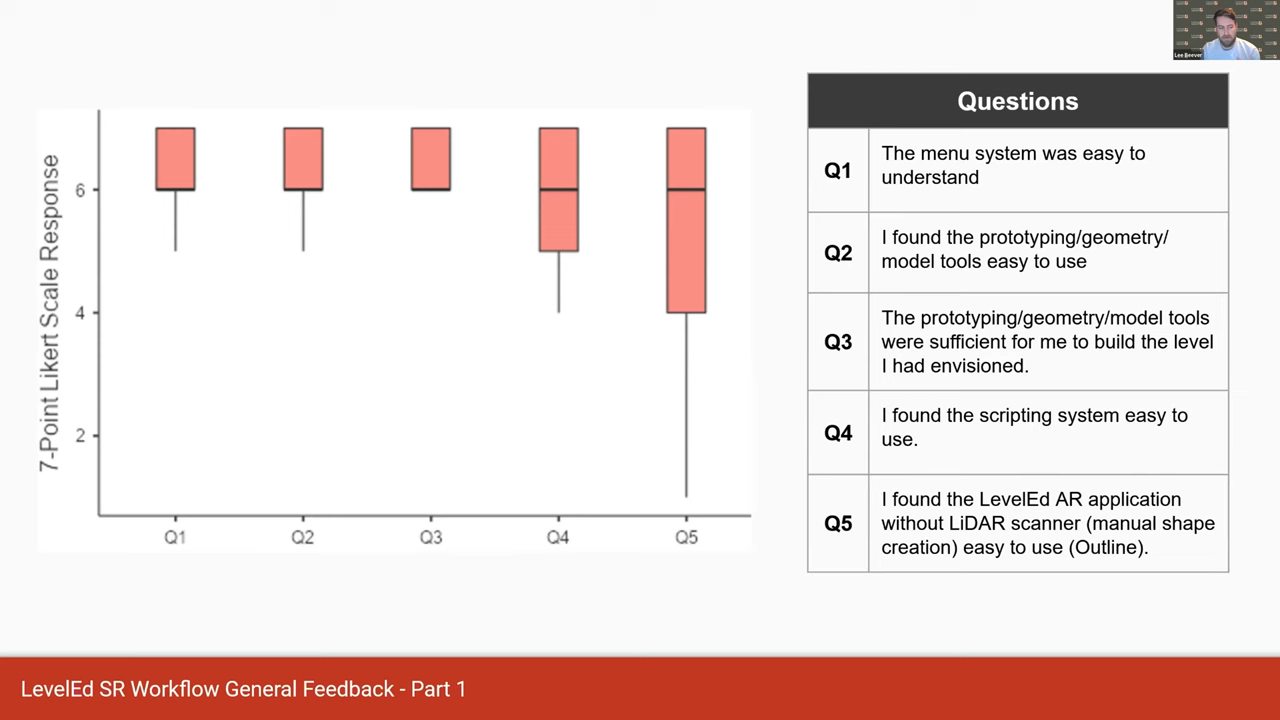 Lee Beever
7-Point Likert Scale Response
6
4
2
Q1 Q2 Q3 Q4 Q5
Questions
Q1
The menu system was easy to
understand
Q2
I found the prototyping/geometry/
model tools easy to use
Q3
The prototyping/geometry/model tools
were sufficient for me to build the level
I had envisioned.
Q4
I found the scripting system easy to
use.
Q5
I found the LevelEd AR application
without LiDAR scanner (manual shape
creation) easy to use (Outline).
LevelEd SR Workflow General Feedback - Part 1